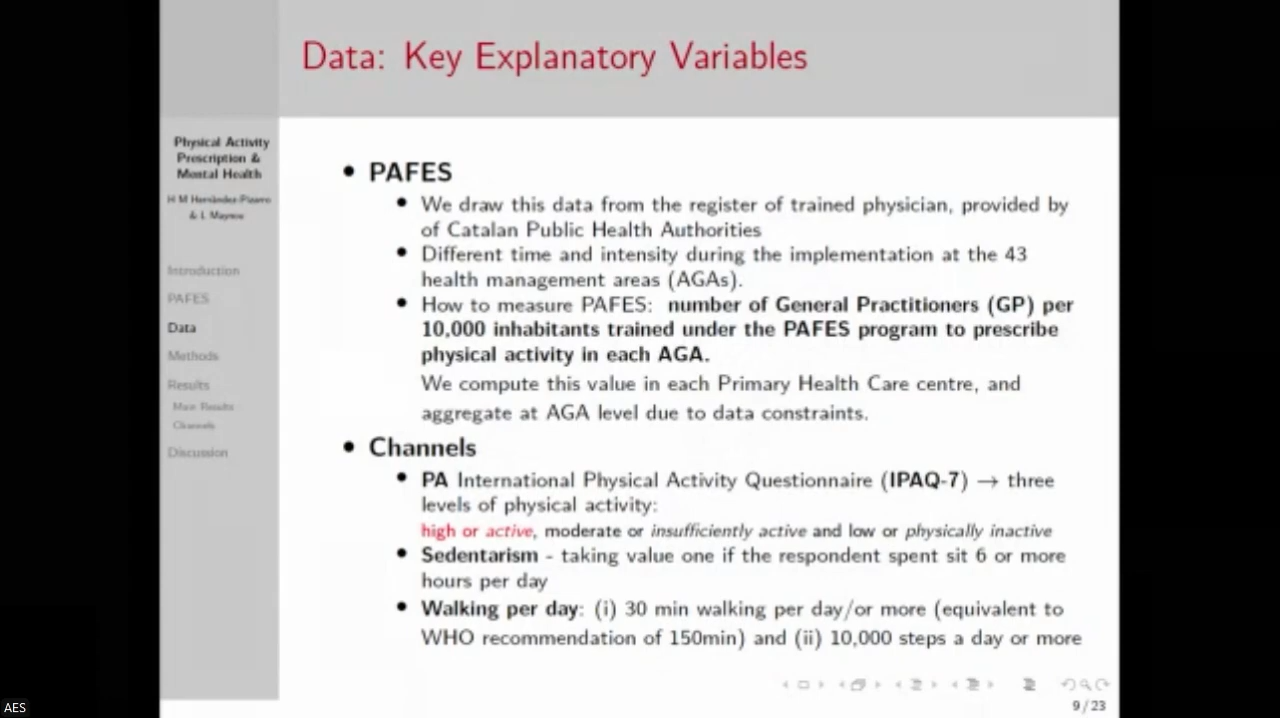 Data: Key Explanatory Variables
Physical Activity
Prescription &
Mental Health
H M Hernández-Pizarro
& L Maynou
Introduction
PAFES
Data
Methods
Results
Main Results
Channels
Discussion
• PAFES
• We draw this data from the register of trained physician, provided by
of Catalan Public Health Authorities
• Different time and intensity during the implementation at the 43
health management areas (AGAs).
• How to measure PAFES: number of General Practitioners (GP) per
10,000 inhabitants trained under the PAFES program to prescribe
physical activity in each AGA.
We compute this value in each Primary Health Care centre, and
aggregate at AGA level due to data constraints.
• Channels
• PA International Physical Activity Questionnaire (IPAQ-7) → three
levels of physical activity:
high or active, moderate or insufficiently active and low or physically inactive
• Sedentarism - taking value one if the respondent spent sit 6 or more
hours per day
• Walking per day: (i) 30 min walking per day/or more (equivalent to
WHO recommendation of 150min) and (ii) 10,000 steps a day or more
9/23
AES